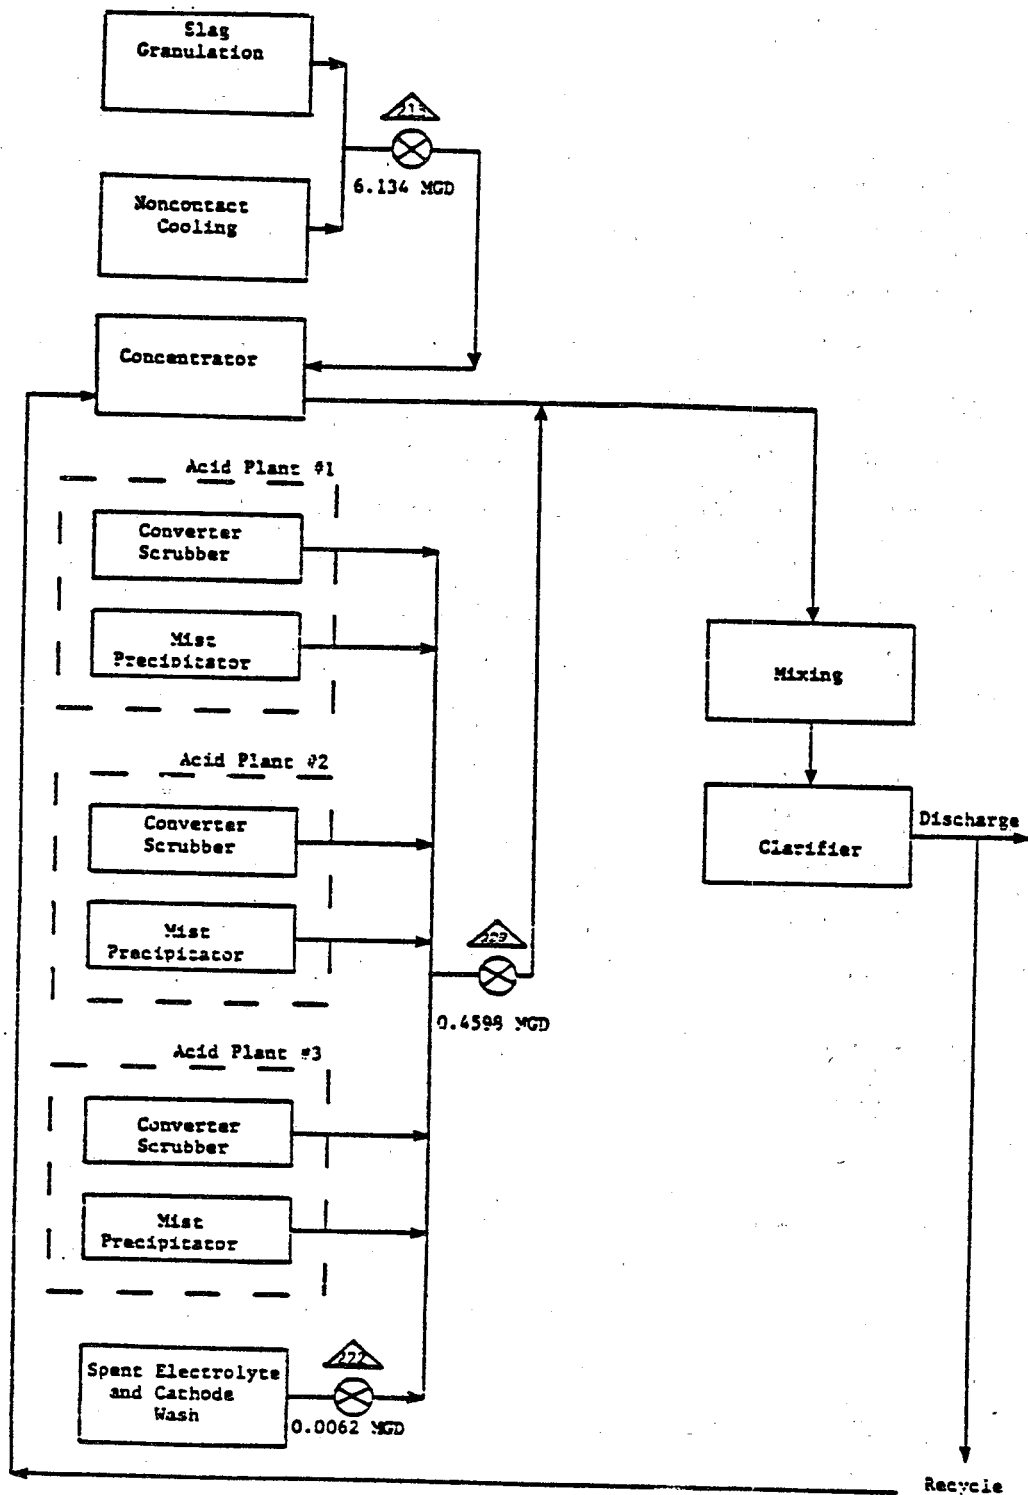 Slag
Granulation
6.134 MGD
Noncontact
Cooling
Concentrator
Acid Plant #1
Converter
Scrubber
Mist
Precipitator
Mixing
Acid Plant #2
Converter
Scrubber
Discharge
Clarifier
Mist
Precipitator
0.4598 MGD
Acid Plant #3
Converter
Scrubber
Mist
Precipitator
222
Spent Electrolyte
and Cathode
Wash
0.0062 MGD
Recycle